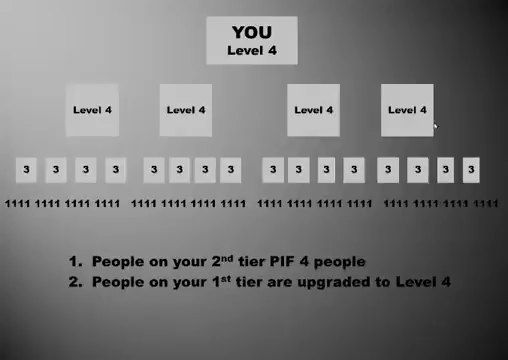 YOU
Level 4
Level 4 Level 4 Level 4 Level 4
3 3 3 3 3 3 3 3 3 3 3 3 3 3 3 3
1111 1111 1111 1111 1111 1111 1111 1111 1111 1111 1111 1111 1111 1111 1111 1111
1. People on your 2nd tier PIF 4 people
2. People on your 1st tier are upgraded to Level 4